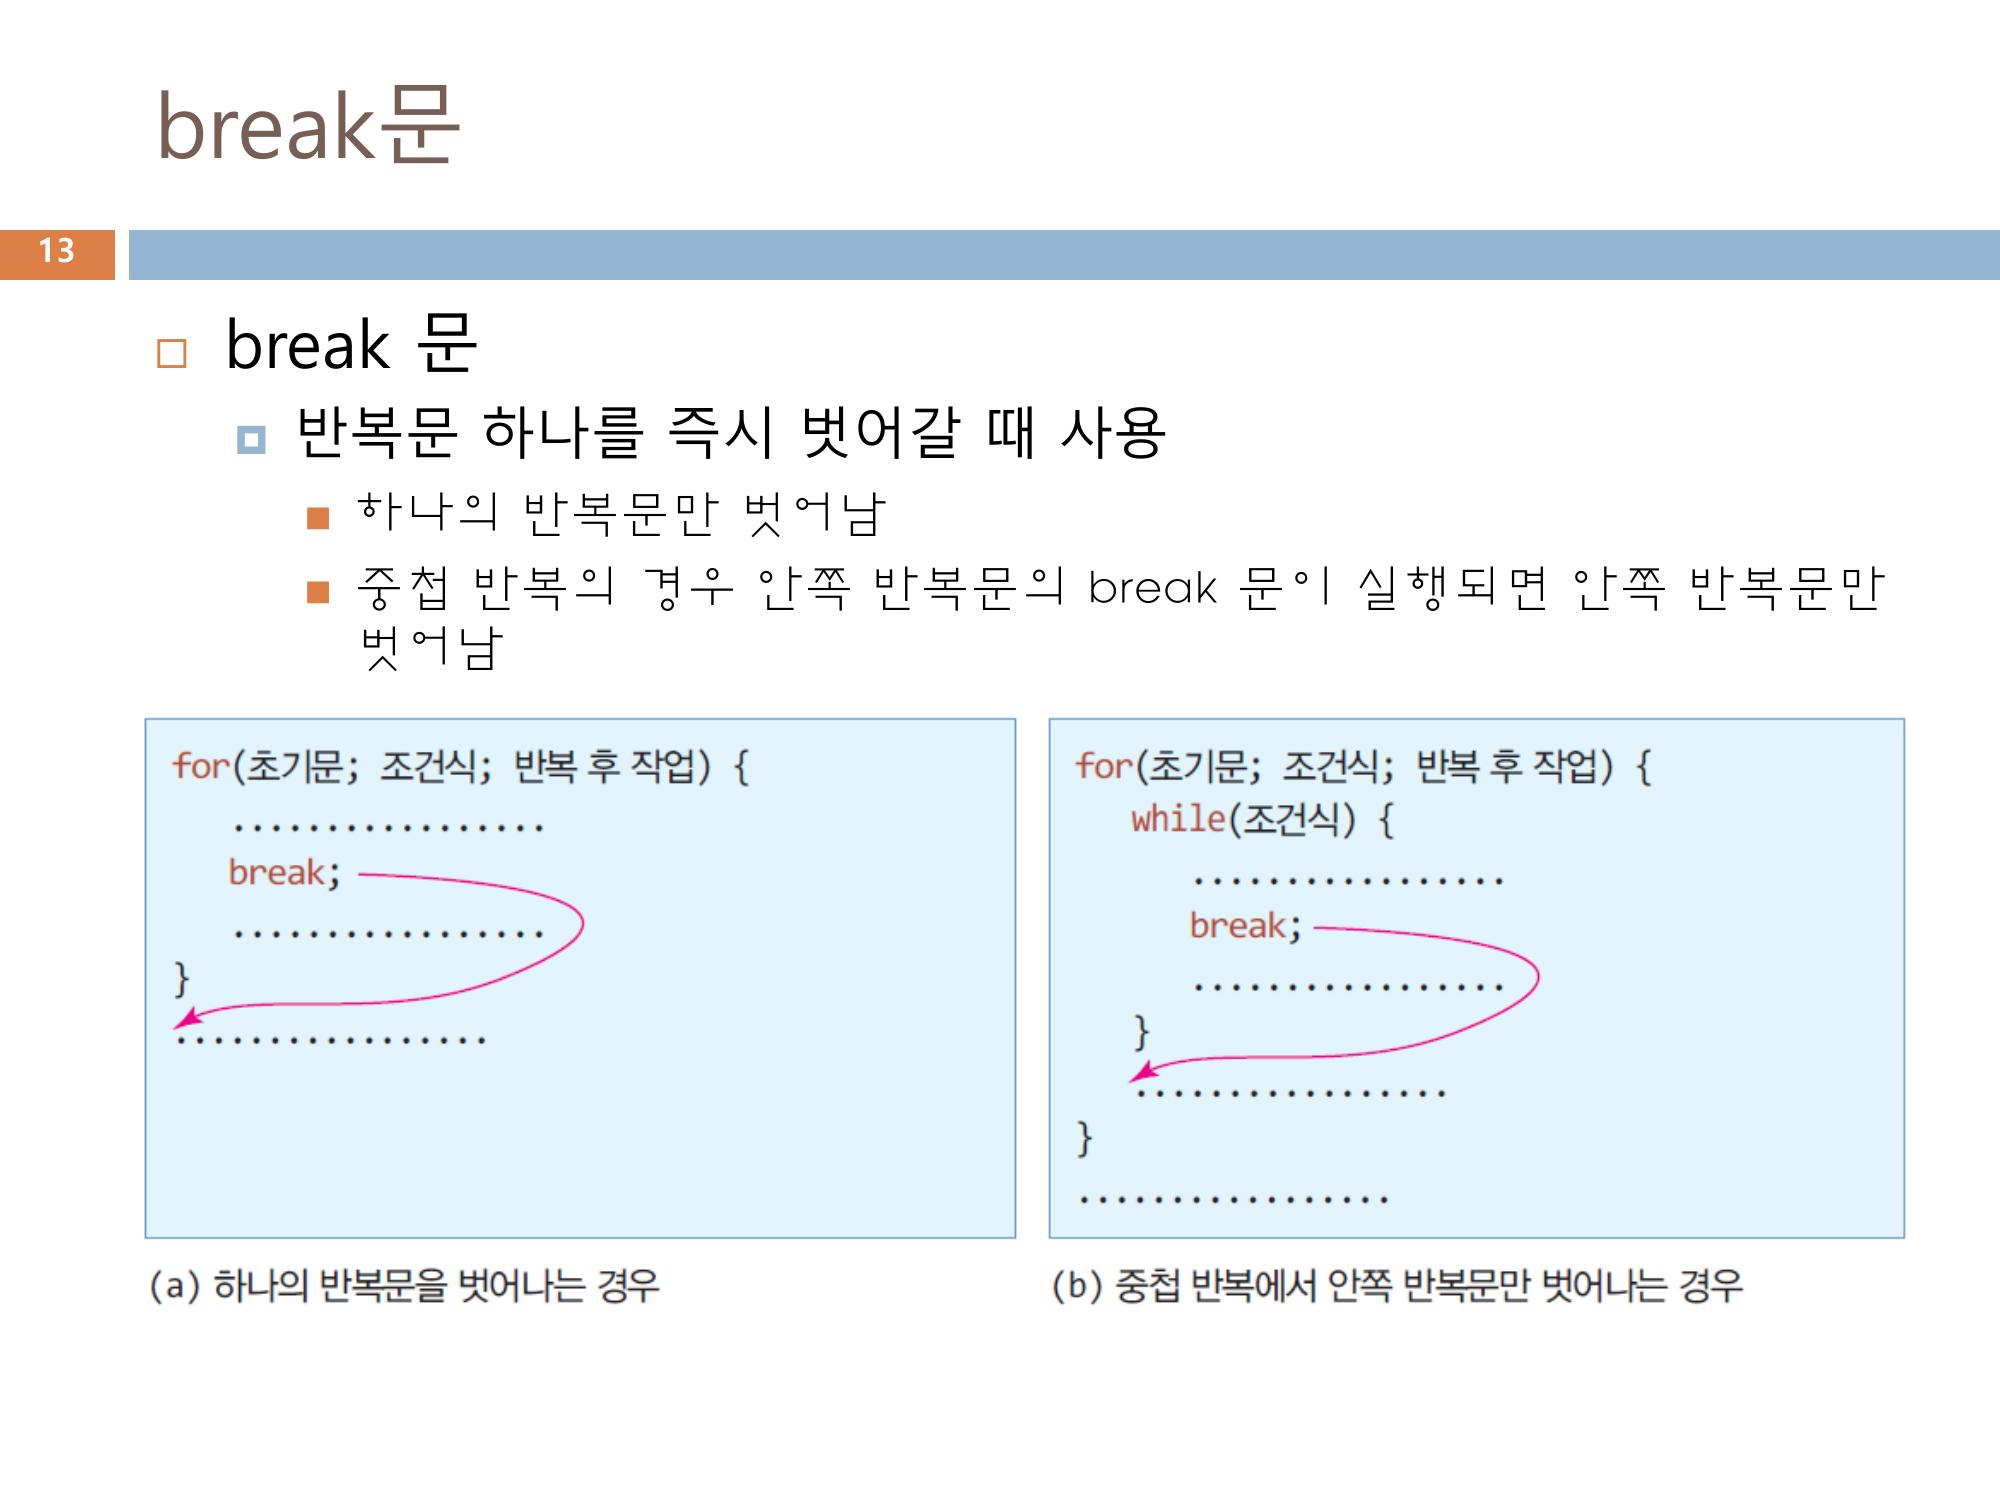 break문
13
break 문
반복문 하나를 즉시 벗어갈 때 사용
하나의 반복문만 벗어남
중첩 반복의 경우 안쪽 반복문의 break 문이 실행되면 안쪽 반복문만
벗어남
for(초기문; 조건식; 반복 후 작업) {
.................
break;
.................
}
.................
(a) 하나의 반복문을 벗어나는 경우
for(초기문; 조건식; 반복 후 작업) {
while(조건식) {
.................
break;
.................
}
.................
}
.................
(b) 중첩 반복에서 안쪽 반복문만 벗어나는 경우